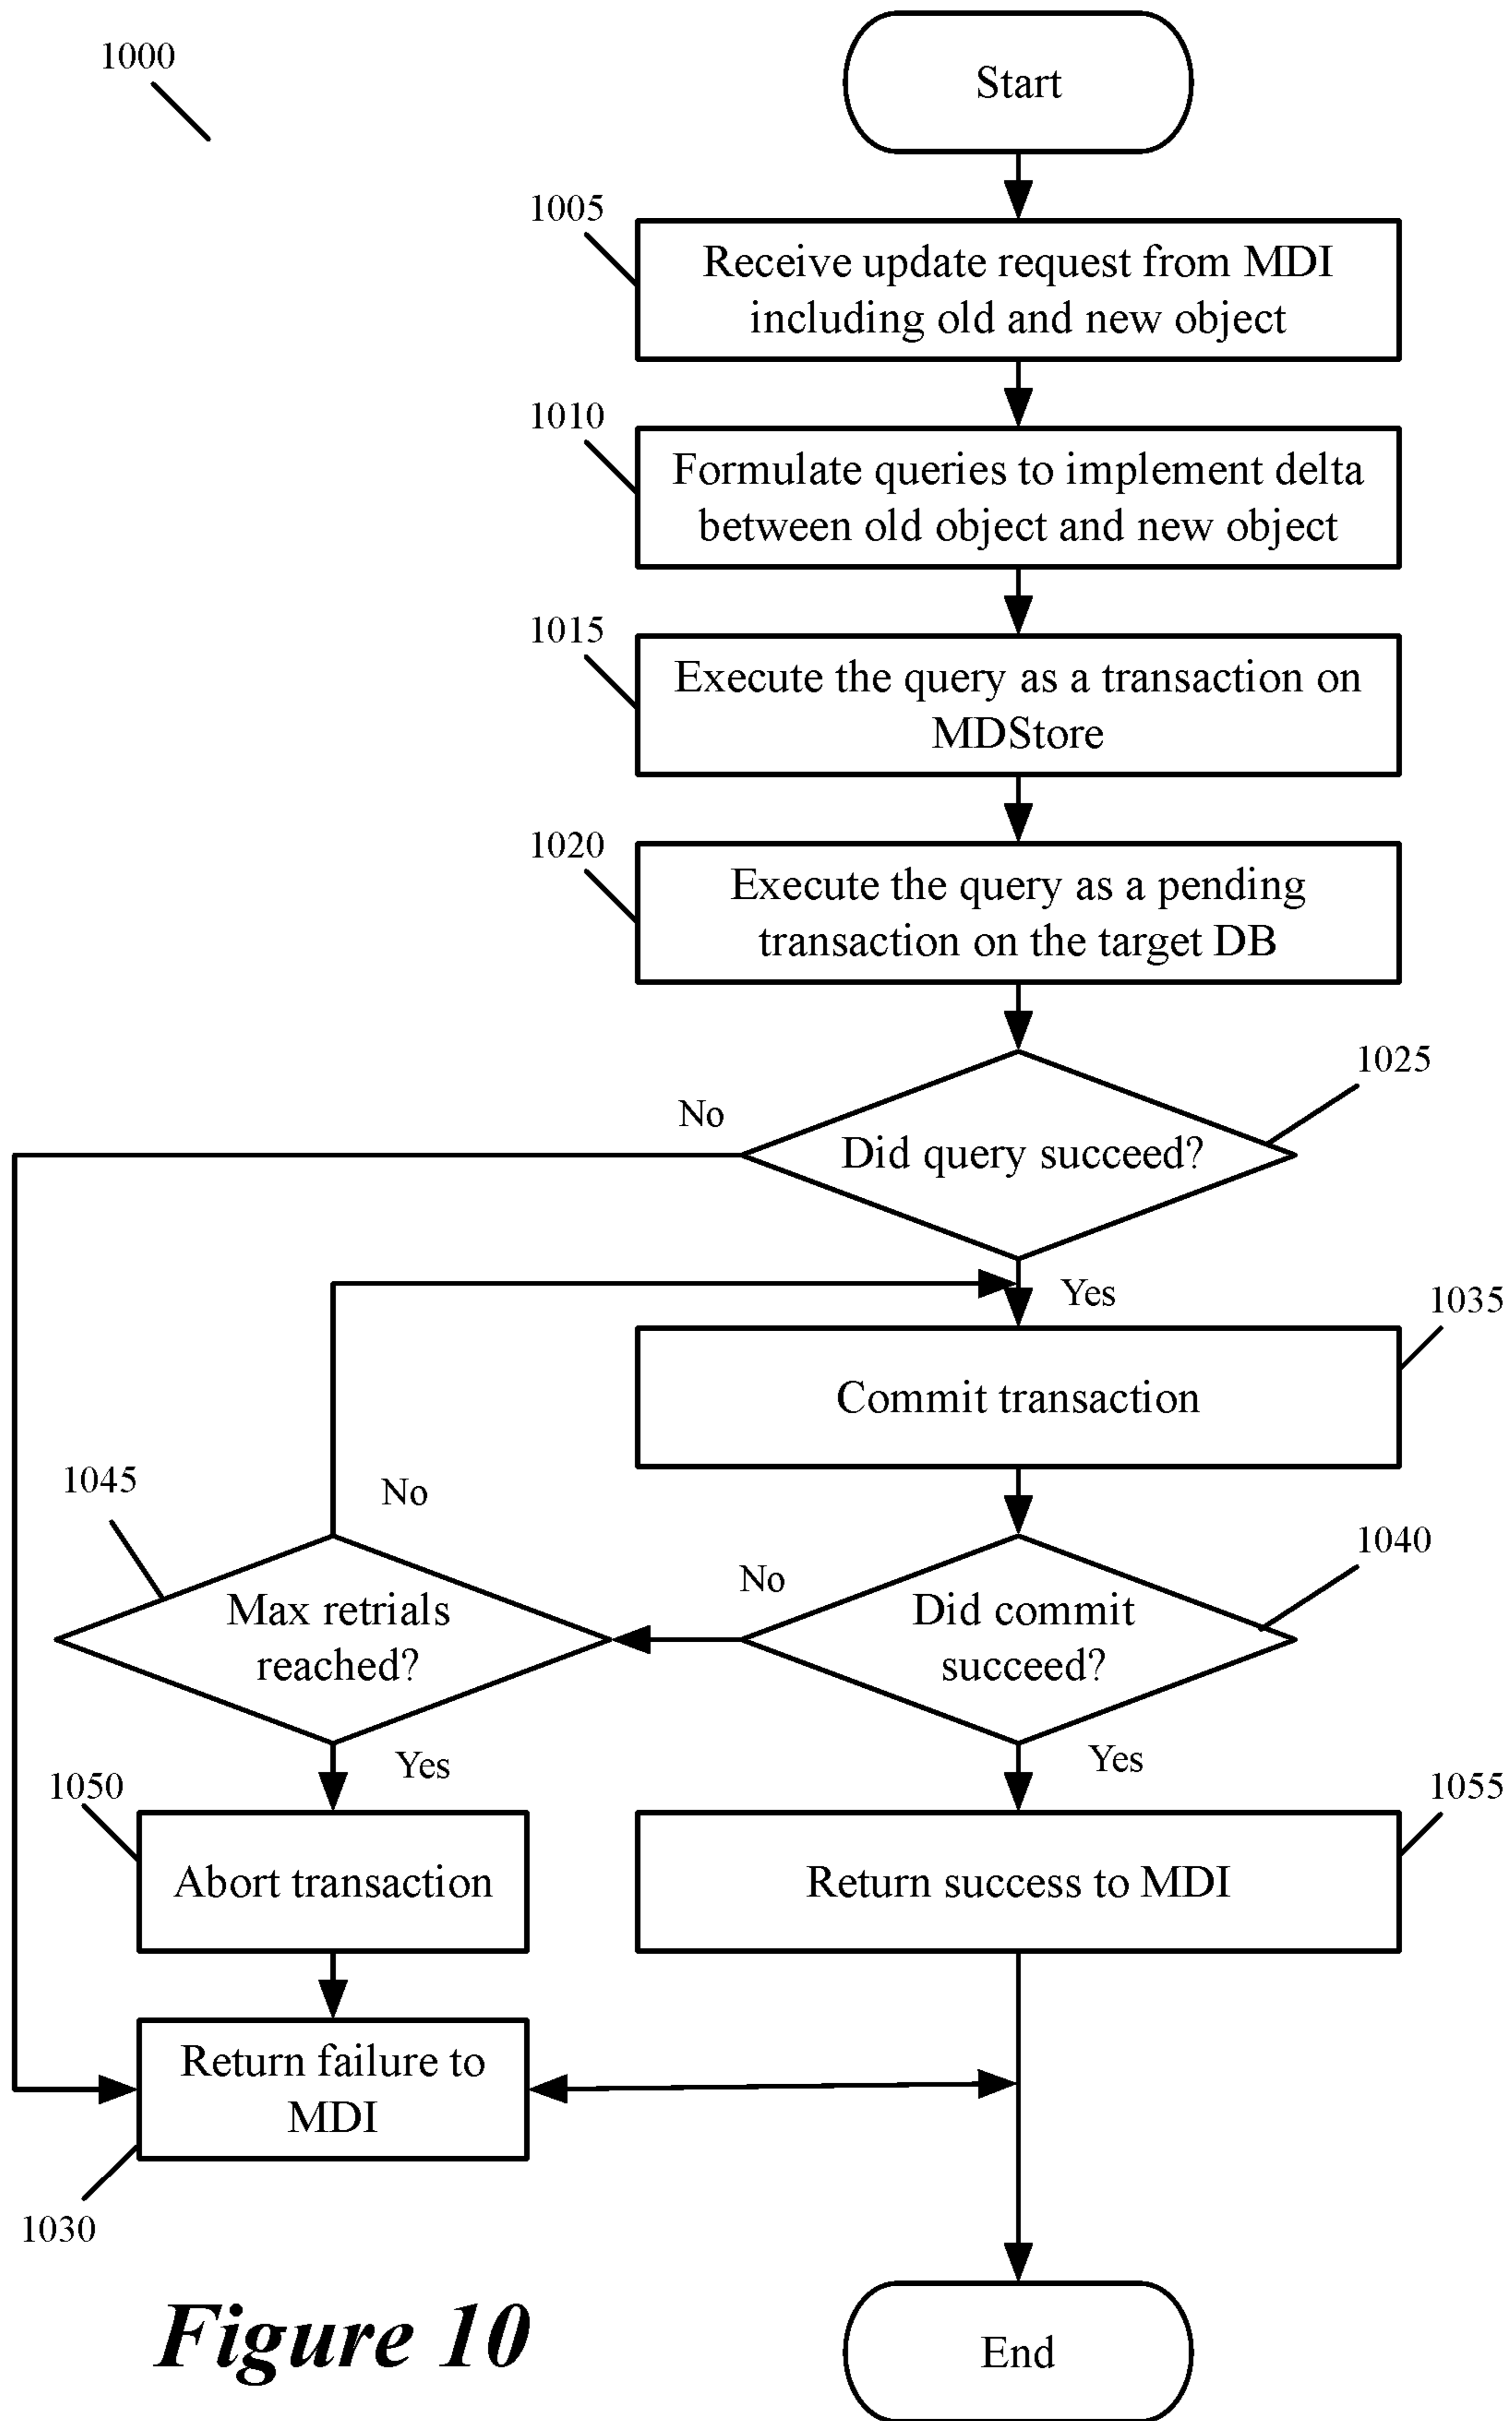 1000
Start
1005
Receive update request from MDI
including old and new object
1010
Formulate queries to implement delta
between old object and new object
1015
Execute the query as a transaction on
MDStore
1020
Execute the query as a pending
transaction on the target DB
1025
No
Did query succeed?
Yes
1035
Commit transaction
1045
No
1040
No
Max retrials
reached?
Did commit
succeed?
Yes
Yes
1050
1055
Abort transaction
Return success to MDI
Return failure to
MDI
1030
Figure 10
End